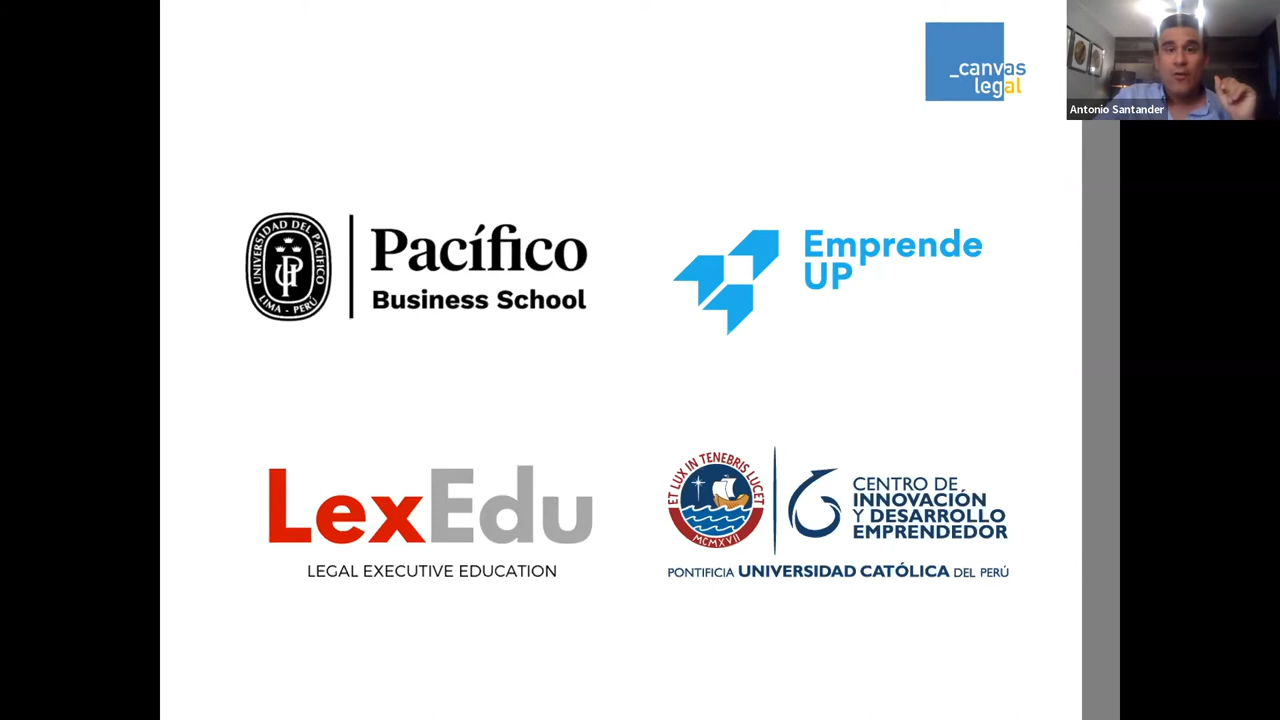 _canvas
legal
Antonio Santander
UNIVERSIDAD DEL PACÍFICO
UP
LIMA - PERÚ
Pacífico
Business School
Emprende
UP
LexEdu
LEGAL EXECUTIVE EDUCATION
ET LUX IN TENEBRIS LUCET
MCMXVII
CENTRO DE
INNOVACIÓN
Y DESARROLLO
EMPRENDEDOR
PONTIFICIA UNIVERSIDAD CATÓLICA DEL PERÚ